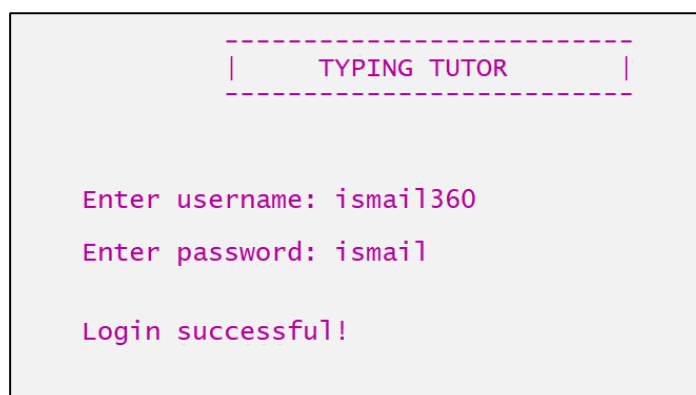 --------------------------
|     TYPING TUTOR     |
--------------------------
Enter username: ismail360
Enter password: ismail
Login successful!